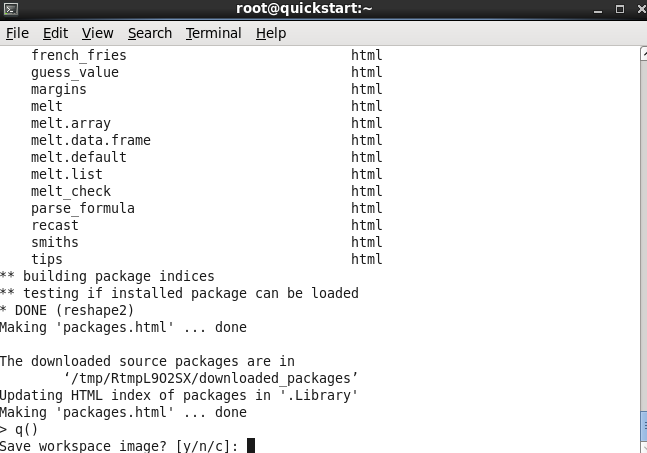 root@quickstart:~
File Edit View Search Terminal Help
french_fries html
guess_value html
margins html
melt html
melt.array html
melt.data.frame html
melt.default html
melt.list html
melt_check html
parse_formula html
recast html
smiths html
tips html
** building package indices
** testing if installed package can be loaded
* DONE (reshape2)
Making 'packages.html' ... done
The downloaded source packages are in
‘/tmp/RtmpL9O2SX/downloaded_packages’
Updating HTML index of packages in '.Library'
Making 'packages.html' ... done
> q()
Save workspace image? [y/n/c]: